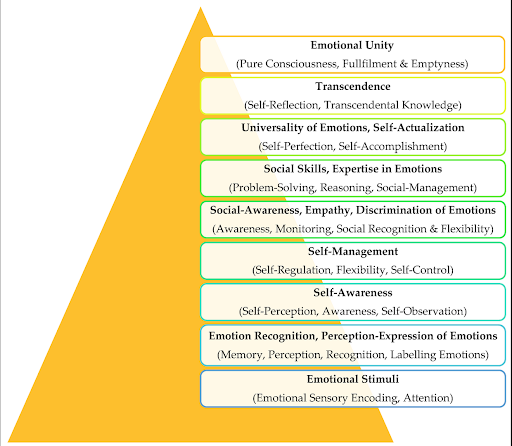 Emotional Unity
(Pure Consciousness, Fullfilment & Emptyness)
Transcendence
(Self-Reflection, Transcendental Knowledge)
Universality of Emotions, Self-Actualization
(Self-Perfection, Self-Accomplishment)
Social Skills, Expertise in Emotions
(Problem-Solving, Reasoning, Social-Management)
Social-Awareness, Empathy, Discrimination of Emotions
(Awareness, Monitoring, Social Recognition & Flexibility)
Self-Management
(Self-Regulation, Flexibility, Self-Control)
Self-Awareness
(Self-Perception, Awareness, Self-Observation)
Emotion Recognition, Perception-Expression of Emotions
(Memory, Perception, Recognition, Labelling Emotions)
Emotional Stimuli
(Emotional Sensory Encoding, Attention)